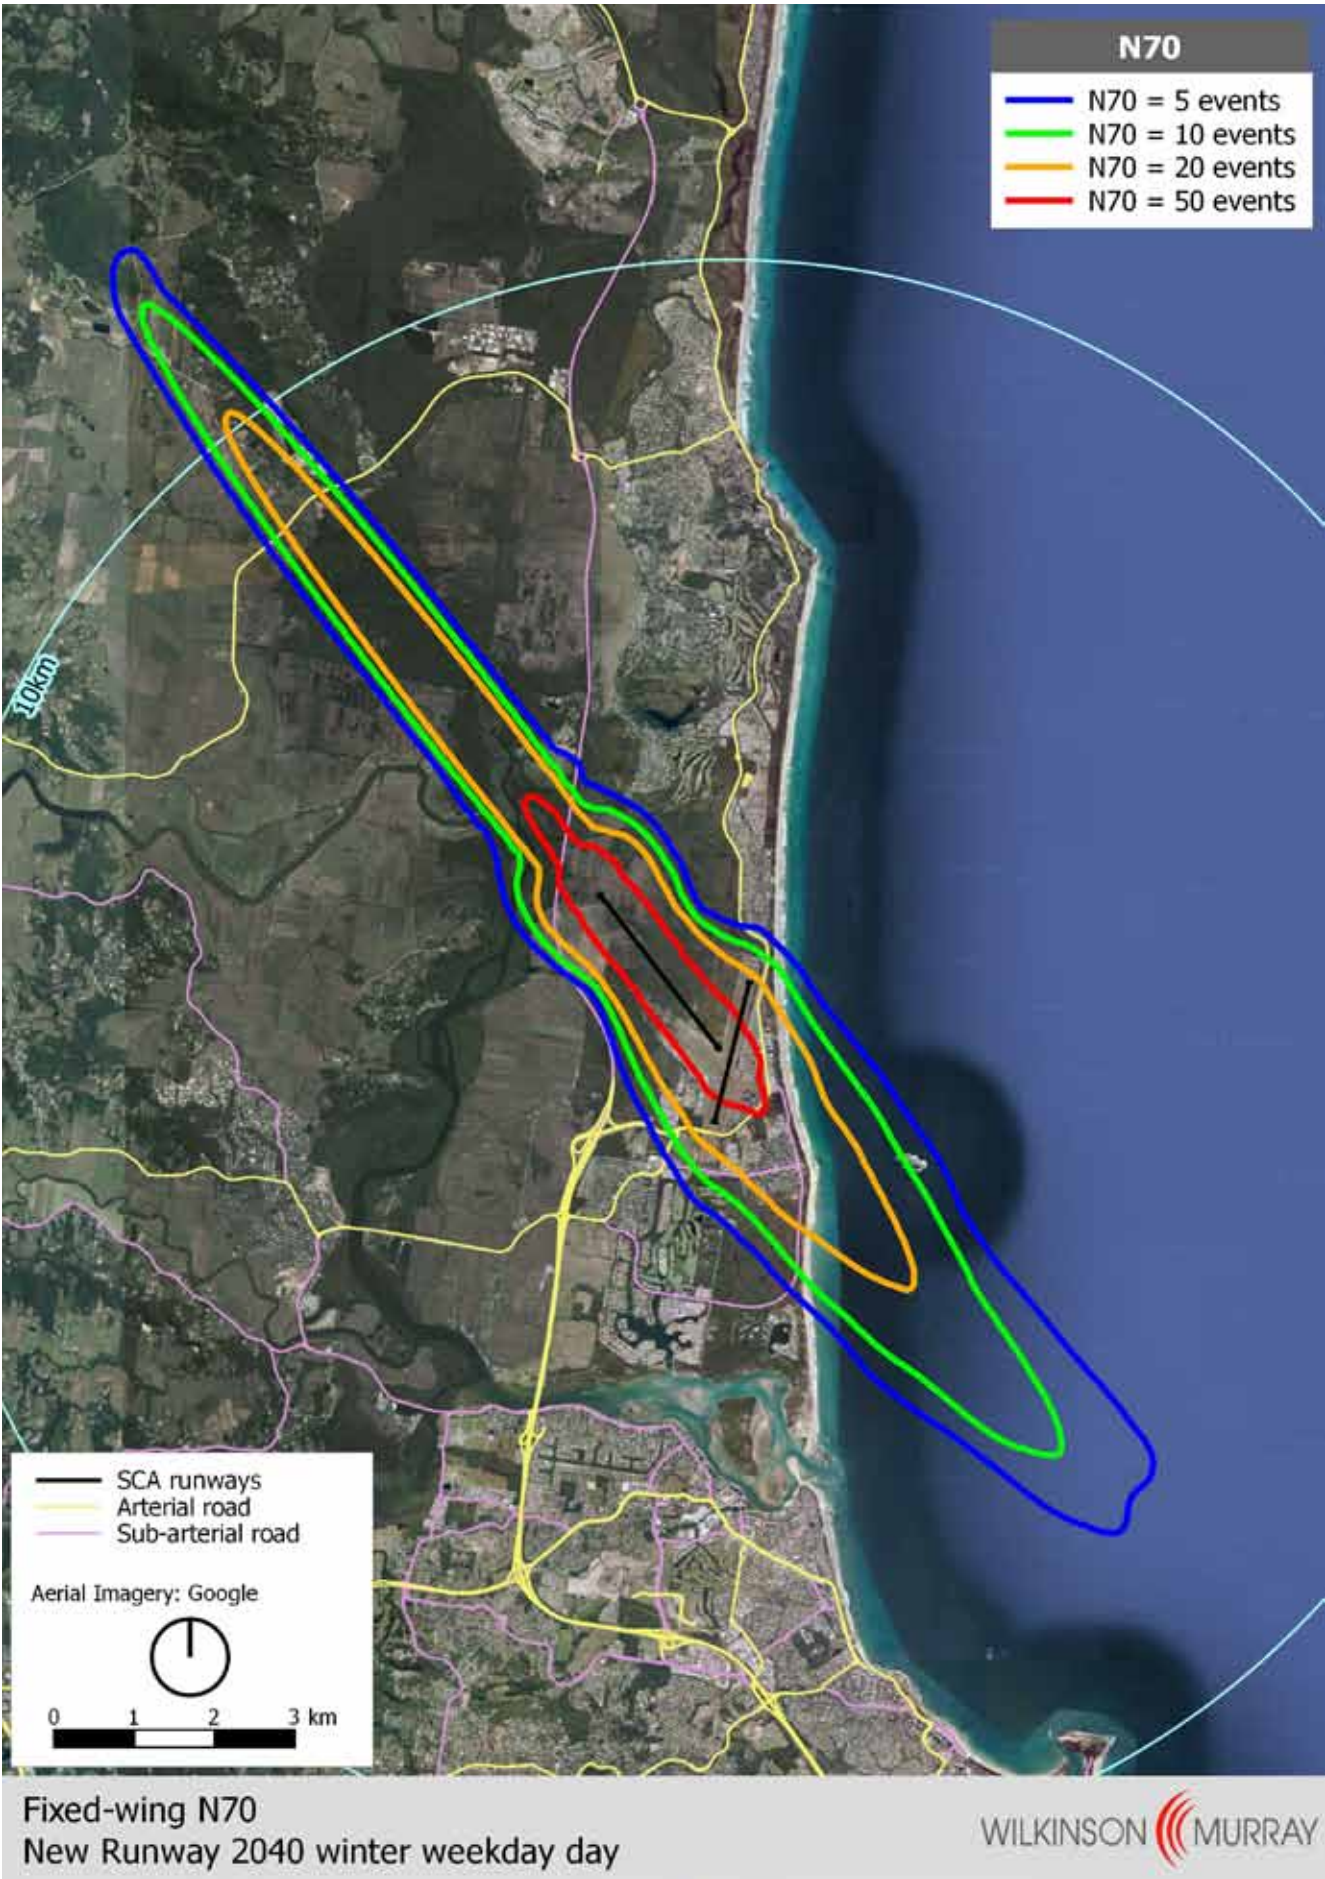 N70
N70 = 5 events
N70 = 10 events
N70 = 20 events
N70 = 50 events
10km
SCA runways
Arterial road
Sub-arterial road
Aerial Imagery: Google
0 1 2 3 km
Fixed-wing N70
New Runway 2040 winter weekday day
WILKINSON MURRAY